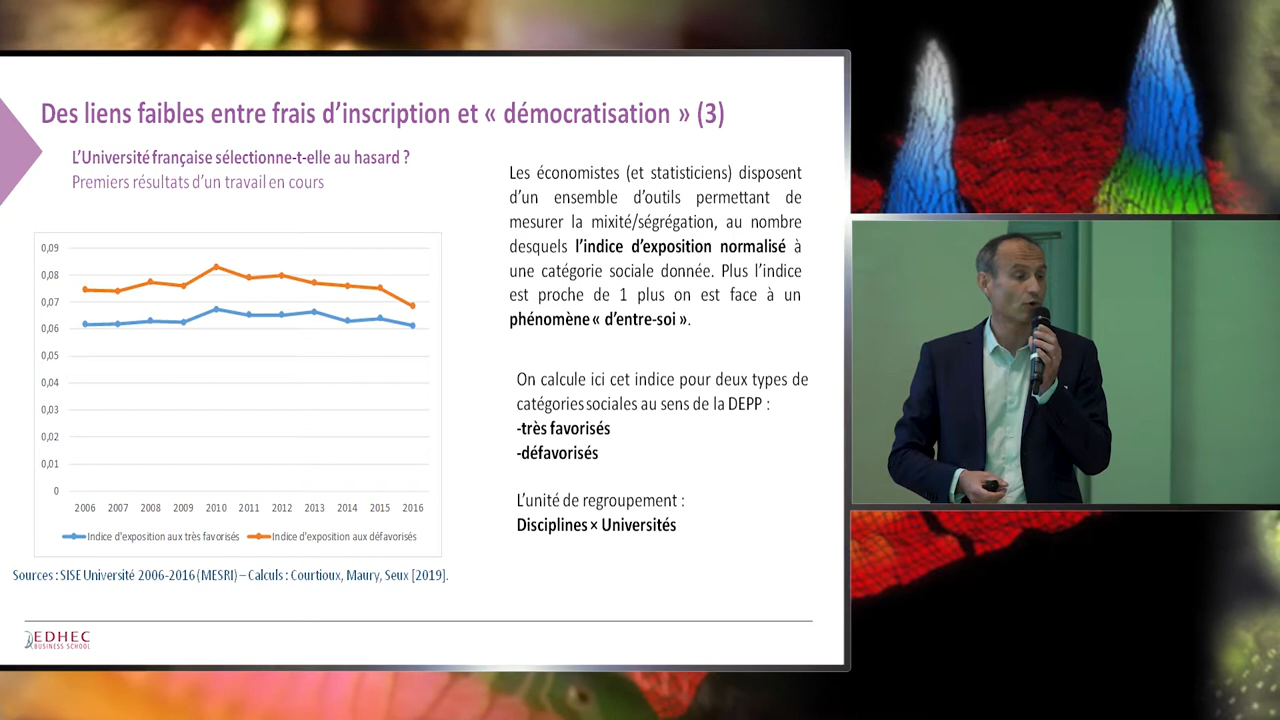 Des liens faibles entre frais d'inscription et « démocratisation » (3)
L'Université française sélectionne-t-elle au hasard ?
Premiers résultats d'un travail en cours
0,09
0,08
0,07
0,06
0,05
0,04
0,03
0,02
0,01
0
2006 2007 2008 2009 2010 2011 2012 2013 2014 2015 2016
Indice d'exposition aux très favorisés Indice d'exposition aux défavorisés
Sources : SISE Université 2006-2016 (MESRI) – Calculs : Courtioux, Maury, Seux [2019].
Les économistes (et statisticiens) disposent
d'un ensemble d'outils permettant de
mesurer la mixité/ségrégation, au nombre
desquels l'indice d'exposition normalisé à
une catégorie sociale donnée. Plus l'indice
est proche de 1 plus on est face à un
phénomène « d'entre-soi ».
On calcule ici cet indice pour deux types de
catégories sociales au sens de la DEPP :
-très favorisés
-défavorisés
L'unité de regroupement :
Disciplines × Universités
EDHEC
BUSINESS SCHOOL